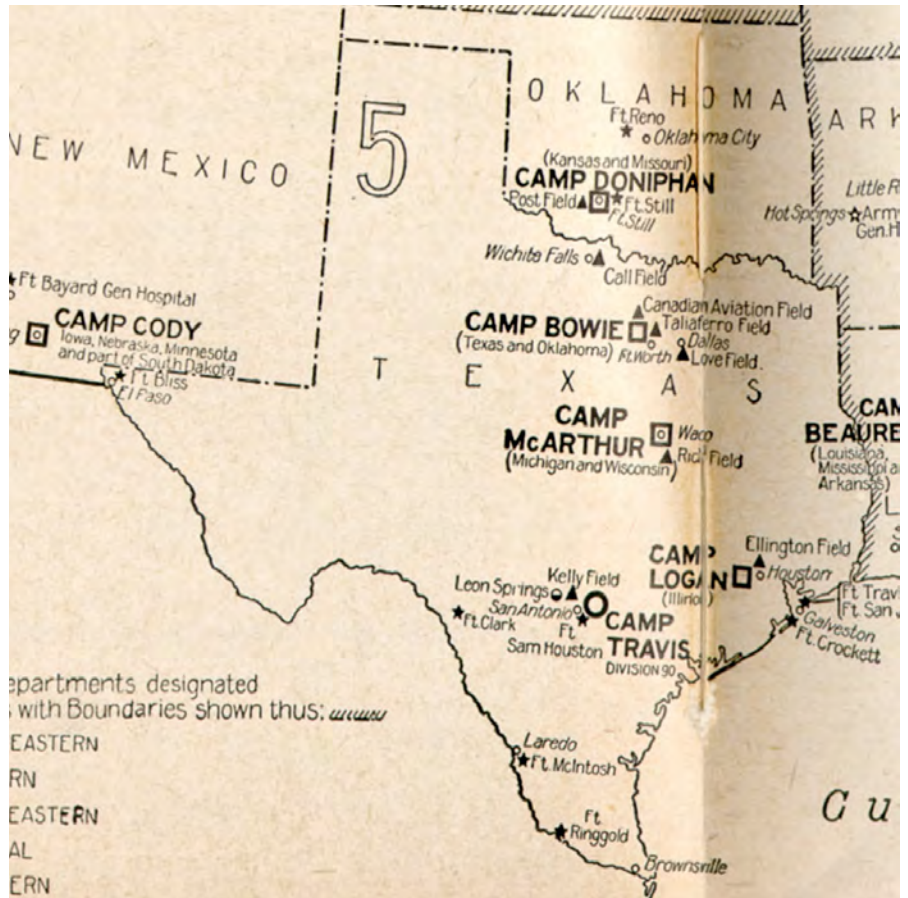 OKLAHOMA
ARK
5
NEW MEXICO
Ft. Reno
Oklahoma City
(Kansas and Missouri)
CAMP DONIPHAN
Post Field
Ft. Still
Ft. Still
Little R
Hot Springs
Army
Gen. H
Wichita Falls
Call Field
Ft Bayard Gen Hospital
g
CAMP CODY
Iowa, Nebraska, Minnesota
and part of South Dakota
Ft. Bliss
El Paso
Canadian Aviation Field
CAMP BOWIE
Taliaferro Field
(Texas and Oklahoma)
Ft. Worth
Dallas
Love Field.
TEXAS
CAMP
McARTHUR
Waco
(Michigan and Wisconsin)
Rich Field
CAM
BEAURE
(Louisiana,
Mississippi a
Arkansas)
L
CAMP
LOGAN
(Illinois)
Ellington Field
Houston
Leon Springs
Kelly Field
San Antonio
Ft. Clark
Ft
Sam Houston
CAMP
TRAVIS
DIVISION 90
Ft Trav
Ft. San J
Galveston
Ft. Crockett
epartments designated
s with Boundaries shown thus:
EASTERN
RN
EASTERN
AL
ERN
Laredo
Ft. McIntosh
Ft
Ringgold
Brownsville
Cu